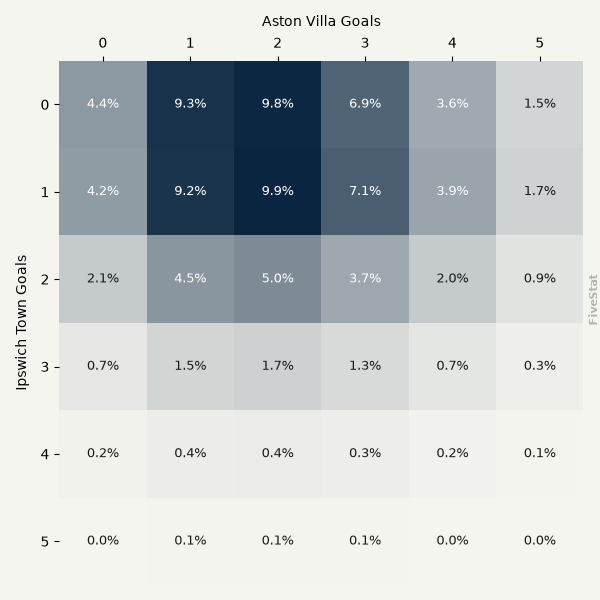 Aston Villa Goals
0 1 2 3 4 5
0 4.4% 9.3% 9.8% 6.9% 3.6% 1.5%
1 4.2% 9.2% 9.9% 7.1% 3.9% 1.7%
2 2.1% 4.5% 5.0% 3.7% 2.0% 0.9%
3 0.7% 1.5% 1.7% 1.3% 0.7% 0.3%
4 0.2% 0.4% 0.4% 0.3% 0.2% 0.1%
5 0.0% 0.1% 0.1% 0.1% 0.0% 0.0%
Ipswich Town Goals
FiveStat